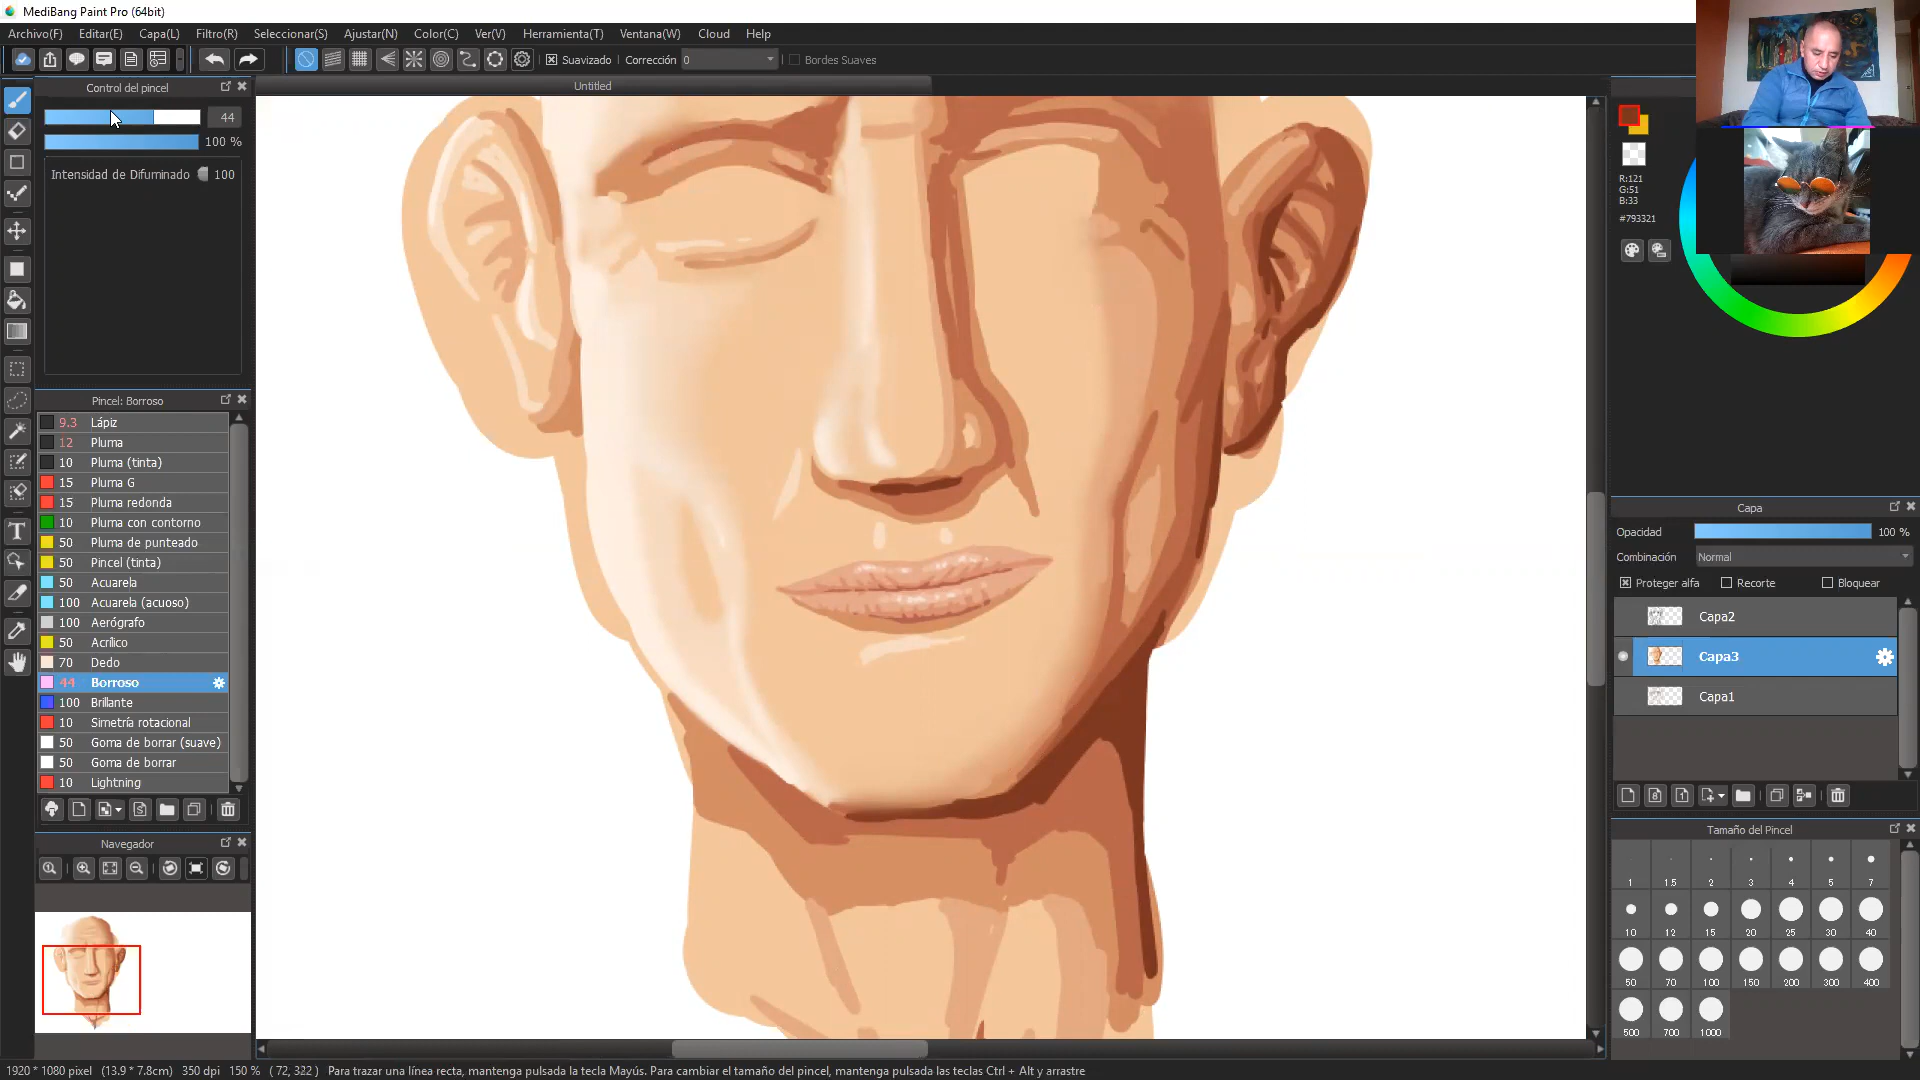 MediBang Paint Pro (64bit)
Archivo(F) Editar(E) Capa(L) Filtro(R) Seleccionar(S) Ajustar(N) Color(C) Ver(V) Herramienta(T) Ventana(W) Cloud Help
Suavizado Corrección 0 Bordes Suaves
Control del pincel
Untitled
44
100 %
Intensidad de Difuminado 100
R:121
G:51
B:33
#793321
Pincel: Borroso
9.3 Lápiz
12 Pluma
10 Pluma (tinta)
15 Pluma G
15 Pluma redonda
10 Pluma con contorno
50 Pluma de punteado
50 Pincel (tinta)
50 Acuarela
100 Acuarela (acuoso)
100 Aerógrafo
50 Acrílico
70 Dedo
44 Borroso
100 Brillante
10 Simetría rotacional
50 Goma de borrar (suave)
50 Goma de borrar
10 Lightning
Navegador
Capa
Opacidad 100 %
Combinación Normal
Proteger alfa Recorte Bloquear
Capa2
Capa3
Capa1
Tamaño del Pincel
1 1.5 2 3 4 5 7
10 12 15 20 25 30 40
50 70 100 150 200 300 400
500 700 1000
1920 * 1080 pixel (13.9 * 7.8cm) 350 dpi 150 % ( 72, 322 ) Para trazar una línea recta, mantenga pulsada la tecla Mayús. Para cambiar el tamaño del pincel, mantenga pulsadas las teclas Ctrl + Alt y arrastre